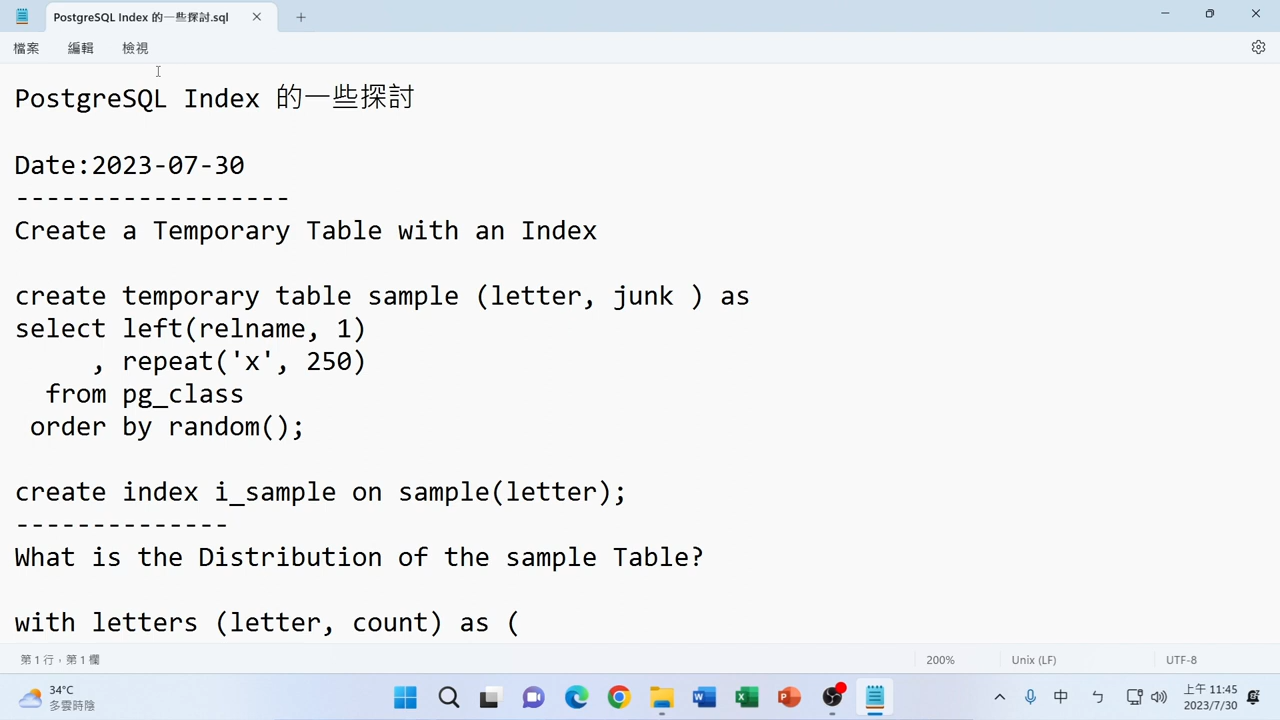 PostgreSQL Index 的一些探討.sql
檔案 編輯 檢視
PostgreSQL Index 的一些探討
Date:2023-07-30
------------------
Create a Temporary Table with an Index
create temporary table sample (letter, junk ) as
select left(relname, 1)
, repeat('x', 250)
from pg_class
order by random();
create index i_sample on sample(letter);
--------------
What is the Distribution of the sample Table?
with letters (letter, count) as (
第 1 行，第 1 欄 200% Unix (LF) UTF-8
34°C
多雲時陰
中
ㄅ
上午 11:45
2023/7/30